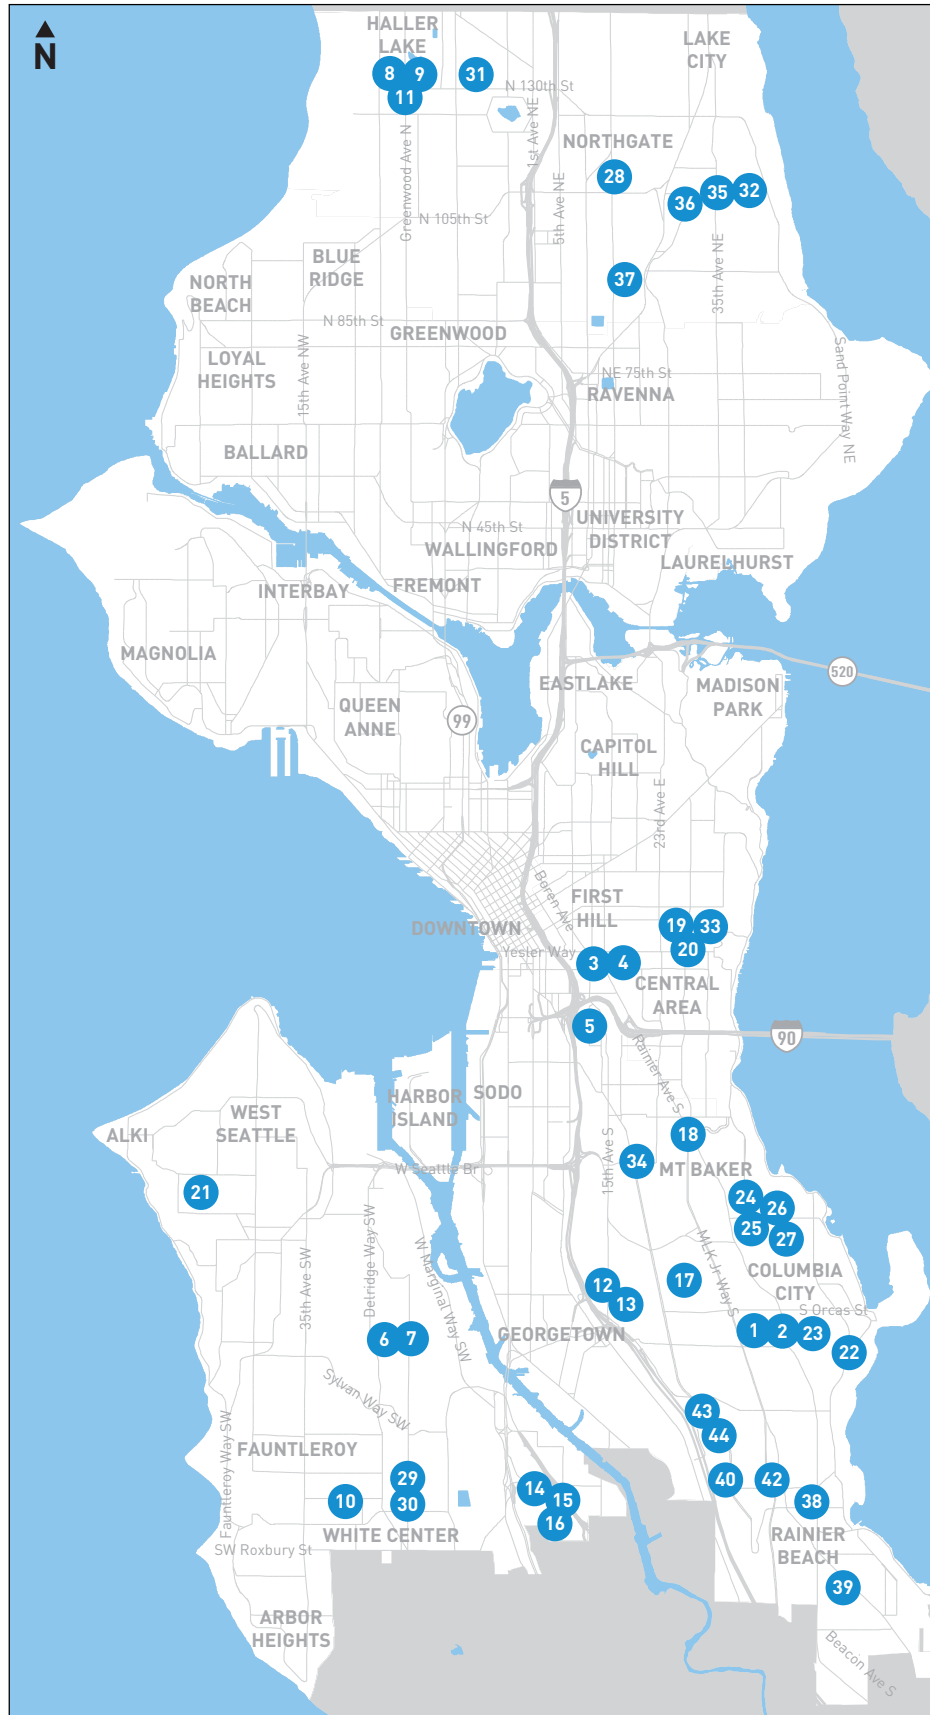 HALLER
LAKE
LAKE
CITY
N
8
9
31
11
N 130th St
1st Ave NE
NORTHGATE
Greenwood Ave N
28
36
35
32
5th Ave NE
N 105th St
35th Ave NE
BLUE
RIDGE
NORTH
BEACH
37
N 85th St
GREENWOOD
LOYAL
HEIGHTS
15th Ave NW
NE 75th St
RAVENNA
Sand Point Way NE
BALLARD
5
N 45th St
UNIVERSITY
DISTRICT
WALLINGFORD
LAURELHURST
INTERBAY
FREMONT
MAGNOLIA
520
EASTLAKE
MADISON
PARK
QUEEN
ANNE
99
CAPITOL
HILL
23rd Ave E
Boren Ave
FIRST
HILL
DOWNTOWN
19
33
20
Yesler Way
3
4
CENTRAL
AREA
5
90
Rainier Ave S
HARBOR
ISLAND
SODO
WEST
SEATTLE
ALKI
18
15th Ave S
34
MT BAKER
W Seattle Br
21
24
26
25
27
Delridge Way SW
W Marginal Way SW
35th Ave SW
MLK Jr Way S
COLUMBIA
CITY
17
12
13
S Orcas St
GEORGETOWN
1
2
23
22
6
7
Sylvan Way SW
43
44
Fauntleroy Way SW
FAUNTLEROY
29
10
30
14
15
16
40
42
38
WHITE CENTER
RAINIER
BEACH
SW Roxbury St
39
ARBOR
HEIGHTS
Beacon Ave S